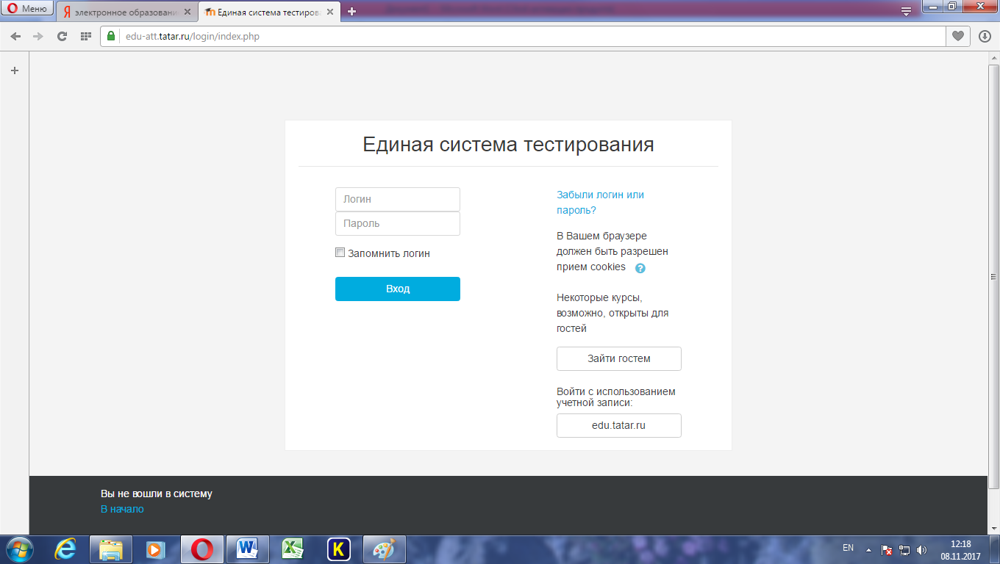 Меню
электронное образовани
Единая система тестирова
edu-att.tatar.ru/login/index.php
Единая система тестирования
Логин
Пароль
Запомнить логин
Вход
Забыли логин или
пароль?
В Вашем браузере
должен быть разрешен
прием cookies
Некоторые курсы,
возможно, открыты для
гостей
Зайти гостем
Войти с использованием
учетной записи:
edu.tatar.ru
Вы не вошли в систему
В начало
EN
12:18
08.11.2017